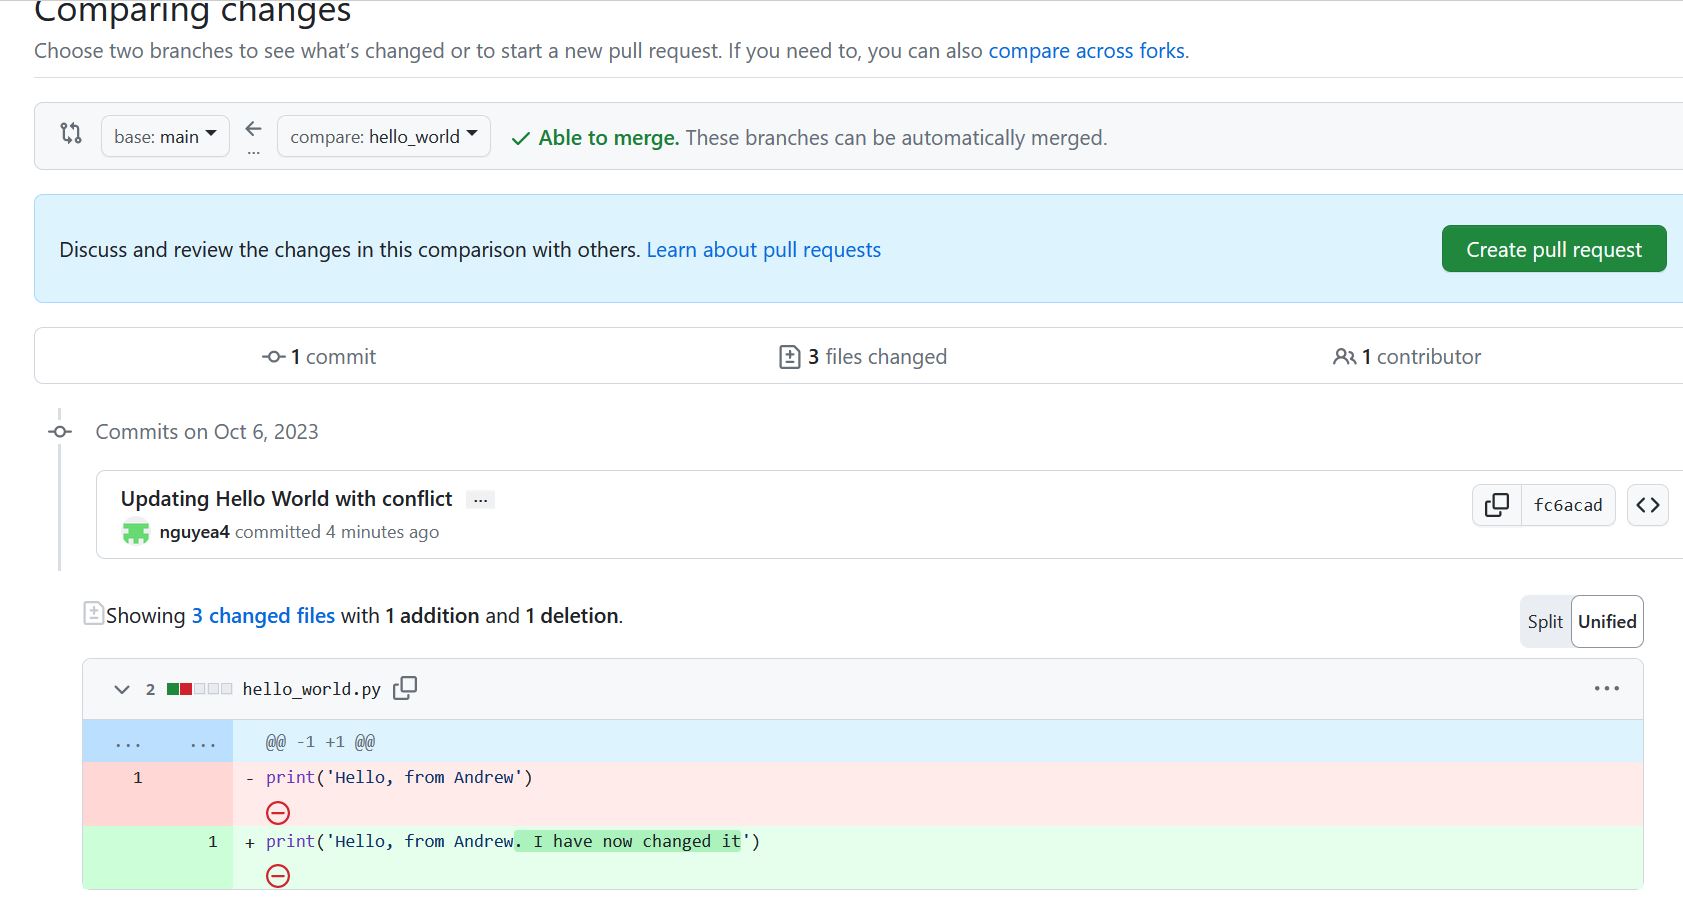 Comparing changes
Choose two branches to see what's changed or to start a new pull request. If you need to, you can also compare across forks.
base: main ... compare: hello_world Able to merge. These branches can be automatically merged.
Discuss and review the changes in this comparison with others. Learn about pull requests Create pull request
1 commit 3 files changed 1 contributor
Commits on Oct 6, 2023
Updating Hello World with conflict ...
fc6acad
nguyea4 committed 4 minutes ago
Showing 3 changed files with 1 addition and 1 deletion.
Split Unified
2 hello_world.py ...
... ... @@ -1 +1 @@
1 - print('Hello, from Andrew')
1 + print('Hello, from Andrew. I have now changed it')